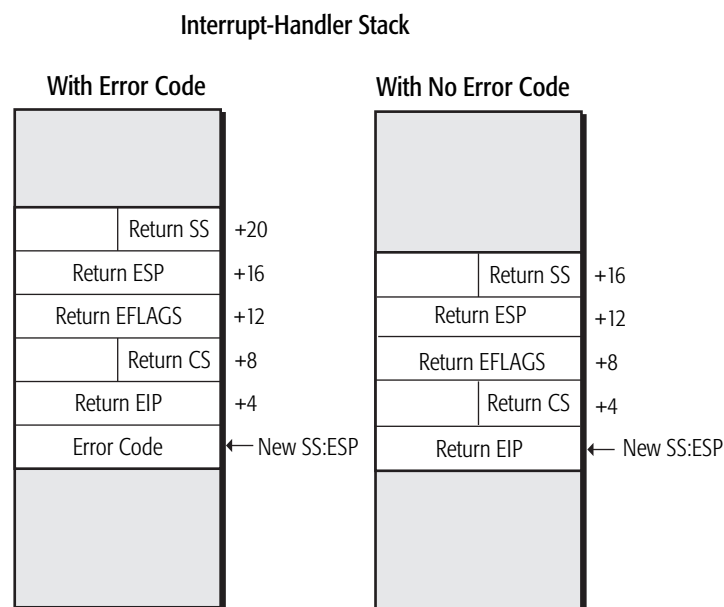 Interrupt-Handler Stack
With Error Code
Return SS +20
Return ESP +16
Return EFLAGS +12
Return CS +8
Return EIP +4
Error Code New SS:ESP
With No Error Code
Return SS +16
Return ESP +12
Return EFLAGS +8
Return CS +4
Return EIP New SS:ESP